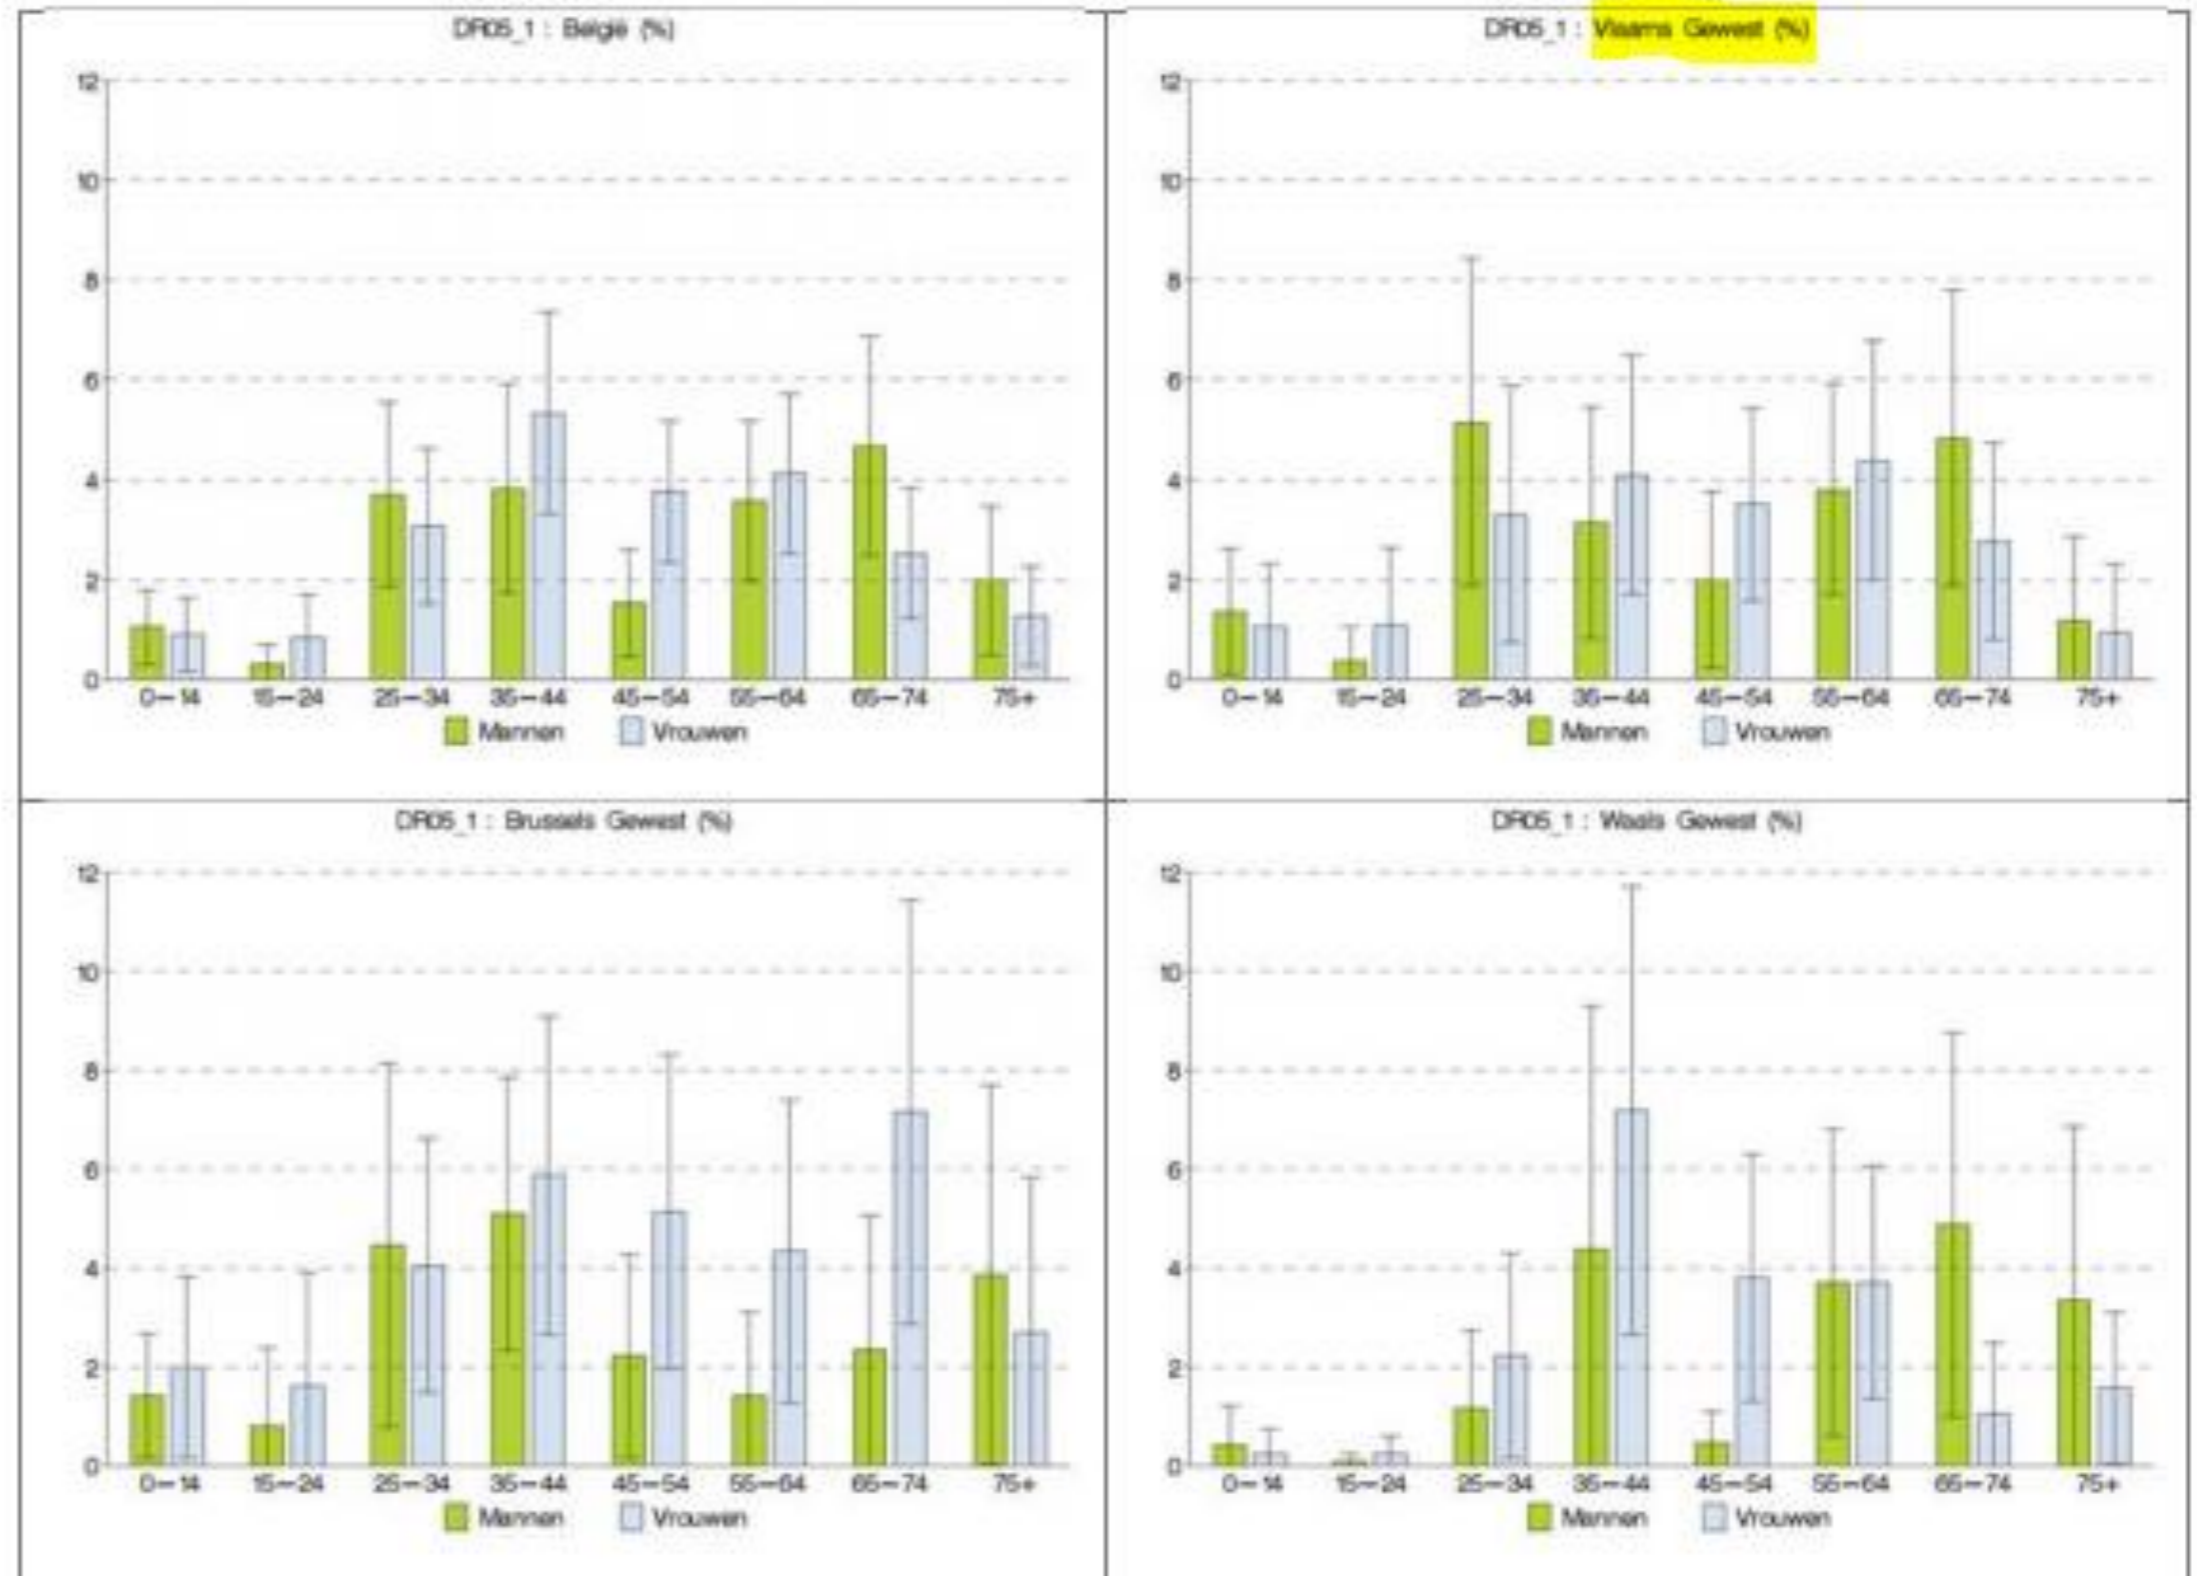 DR05_1 : België (%)
12
10
8
6
4
2
0
0-14 15-24 25-34 35-44 45-54 55-64 65-74 75+
Mannen Vrouwen
DR05_1 : Vlaams Gewest (%)
12
10
8
6
4
2
0
0-14 15-24 25-34 35-44 45-54 55-64 65-74 75+
Mannen Vrouwen
DR05_1 : Brussels Gewest (%)
12
10
8
6
4
2
0
0-14 15-24 25-34 35-44 45-54 55-64 65-74 75+
Mannen Vrouwen
DR05_1 : Waals Gewest (%)
12
10
8
6
4
2
0
0-14 15-24 25-34 35-44 45-54 55-64 65-74 75+
Mannen Vrouwen